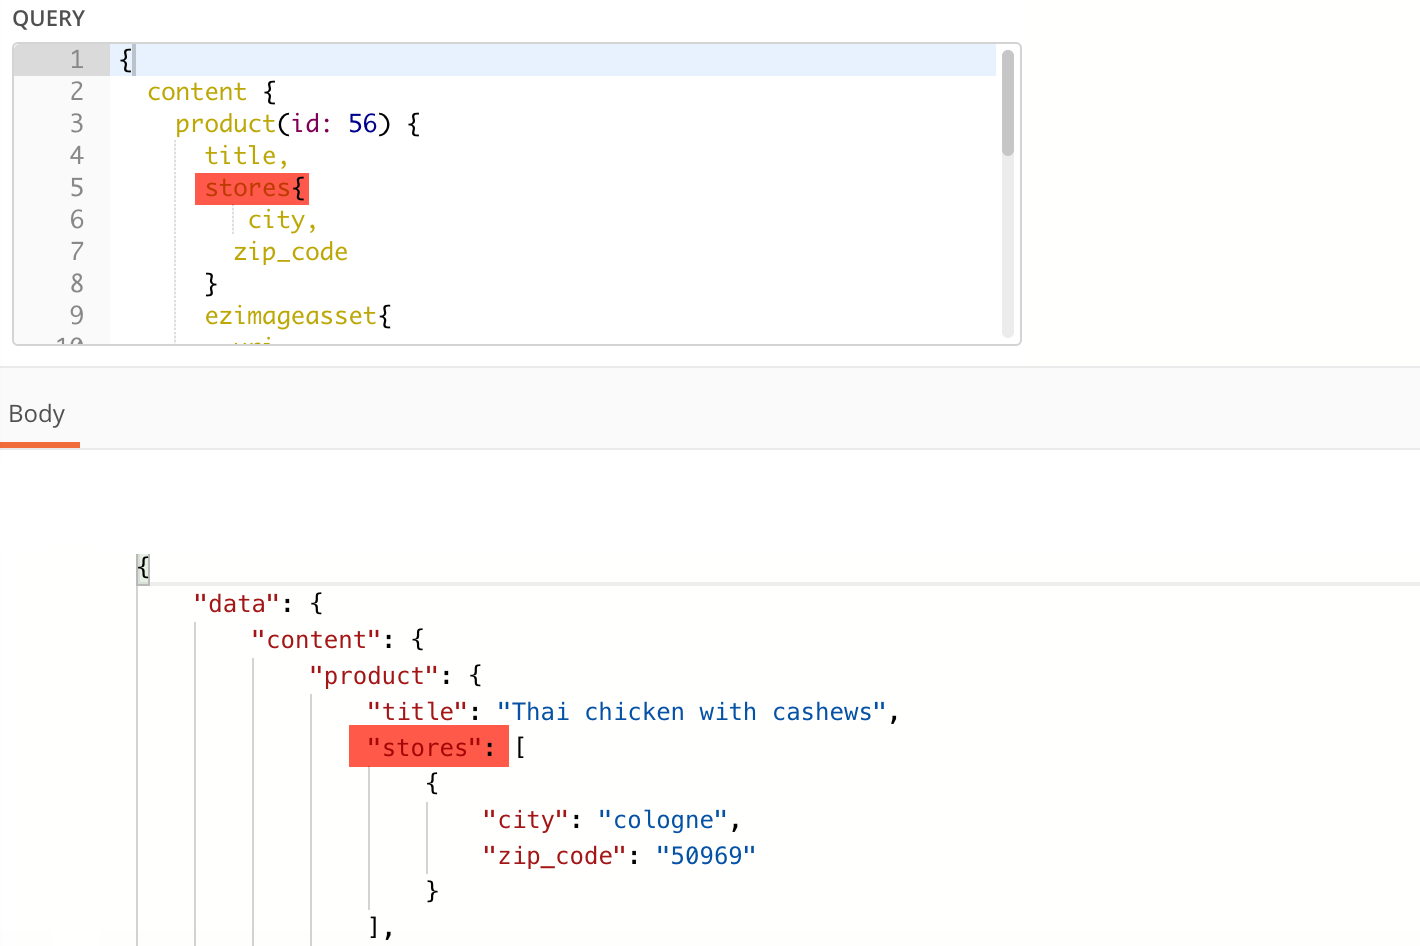 QUERY
1 {
2 content {
3 product(id: 56) {
4 title,
5 stores{
6 city,
7 zip_code
8 }
9 ezimageasset{
10
Body
{
"data": {
"content": {
"product": {
"title": "Thai chicken with cashews",
"stores": [
{
"city": "cologne",
"zip_code": "50969"
}
],